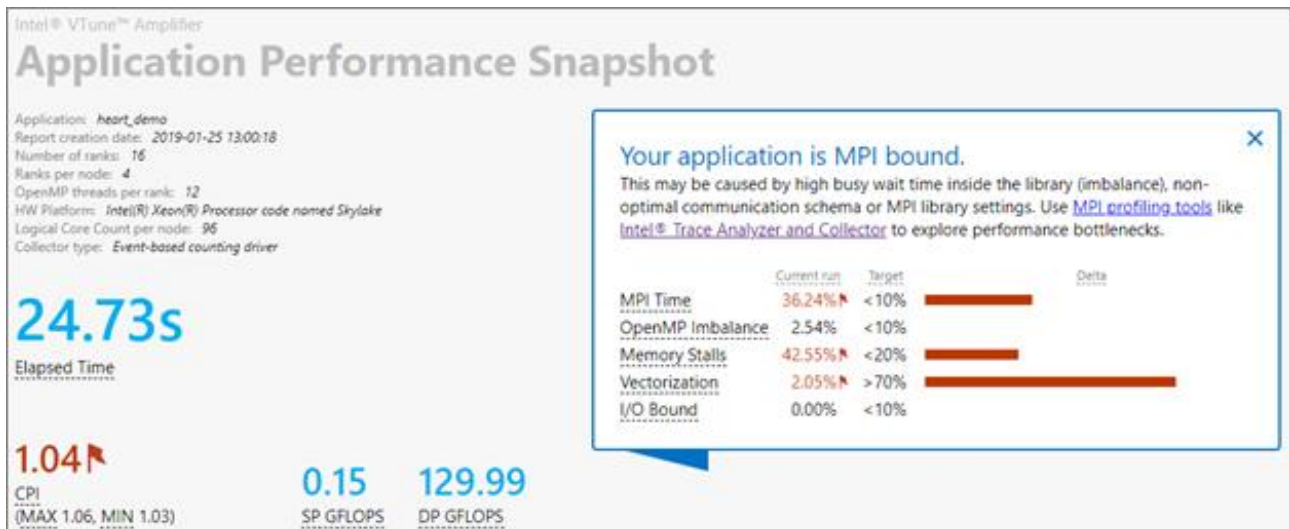 Intel® VTune™ Amplifier
Application Performance Snapshot
Application: heart_demo
Report creation date: 2019-01-25 13:00:18
Number of ranks: 16
Ranks per node: 4
OpenMP threads per rank: 12
HW Platform: Intel(R) Xeon(R) Processor code named Skylake
Logical Core Count per node: 96
Collector type: Event-based counting driver
24.73s
Elapsed Time
1.04
CPI
(MAX 1.06, MIN 1.03)
0.15
SP GFLOPS
129.99
DP GFLOPS
Your application is MPI bound.
This may be caused by high busy wait time inside the library (imbalance), non-
optimal communication schema or MPI library settings. Use MPI profiling tools like
Intel® Trace Analyzer and Collector to explore performance bottlenecks.
Current run Target Delta
MPI Time 36.24% <10%
OpenMP Imbalance 2.54% <10%
Memory Stalls 42.55% <20%
Vectorization 2.05% >70%
I/O Bound 0.00% <10%